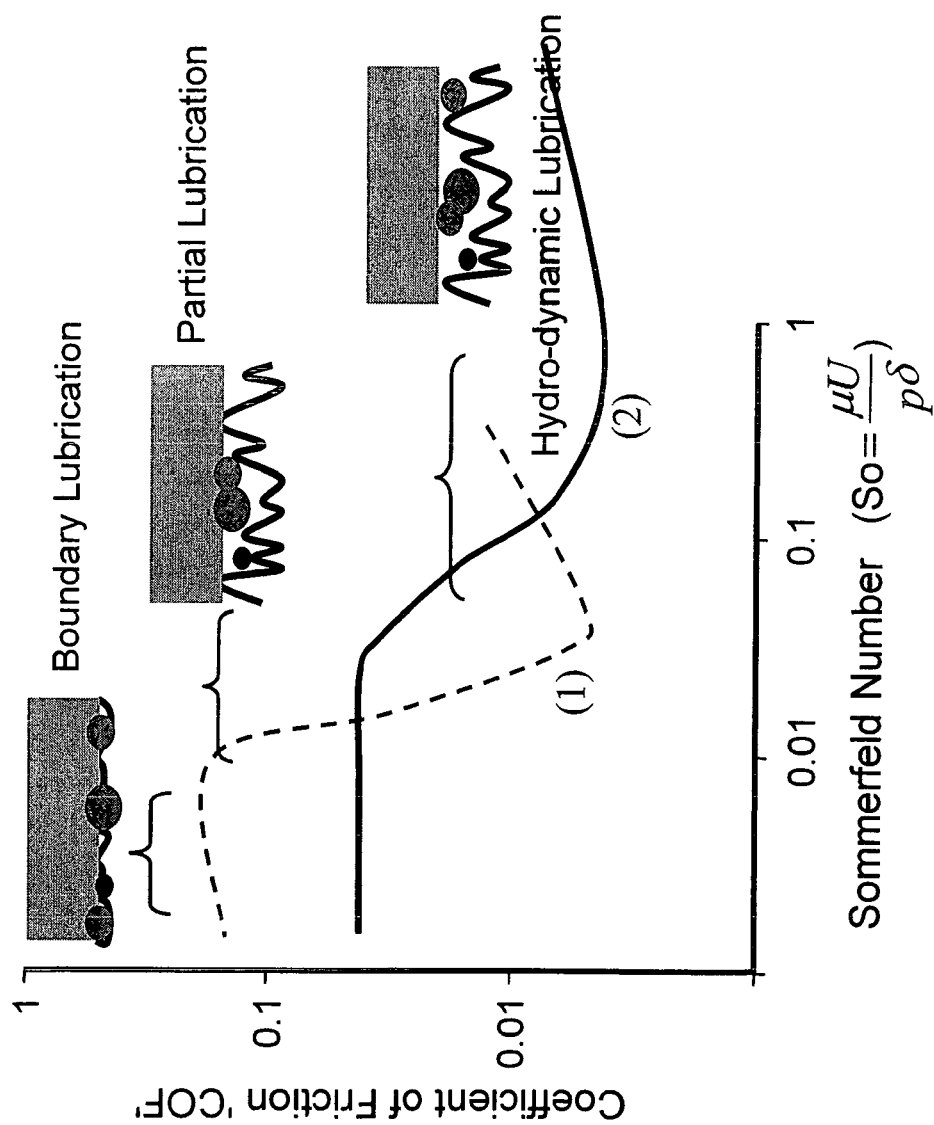 Boundary Lubrication
Partial Lubrication
Hydro-dynamic Lubrication
(1)
(2)
1
0.1
0.01
Coefficient of Friction 'COF'
0.01
0.1
1
Sommerfeld Number (So= μU / pδ)